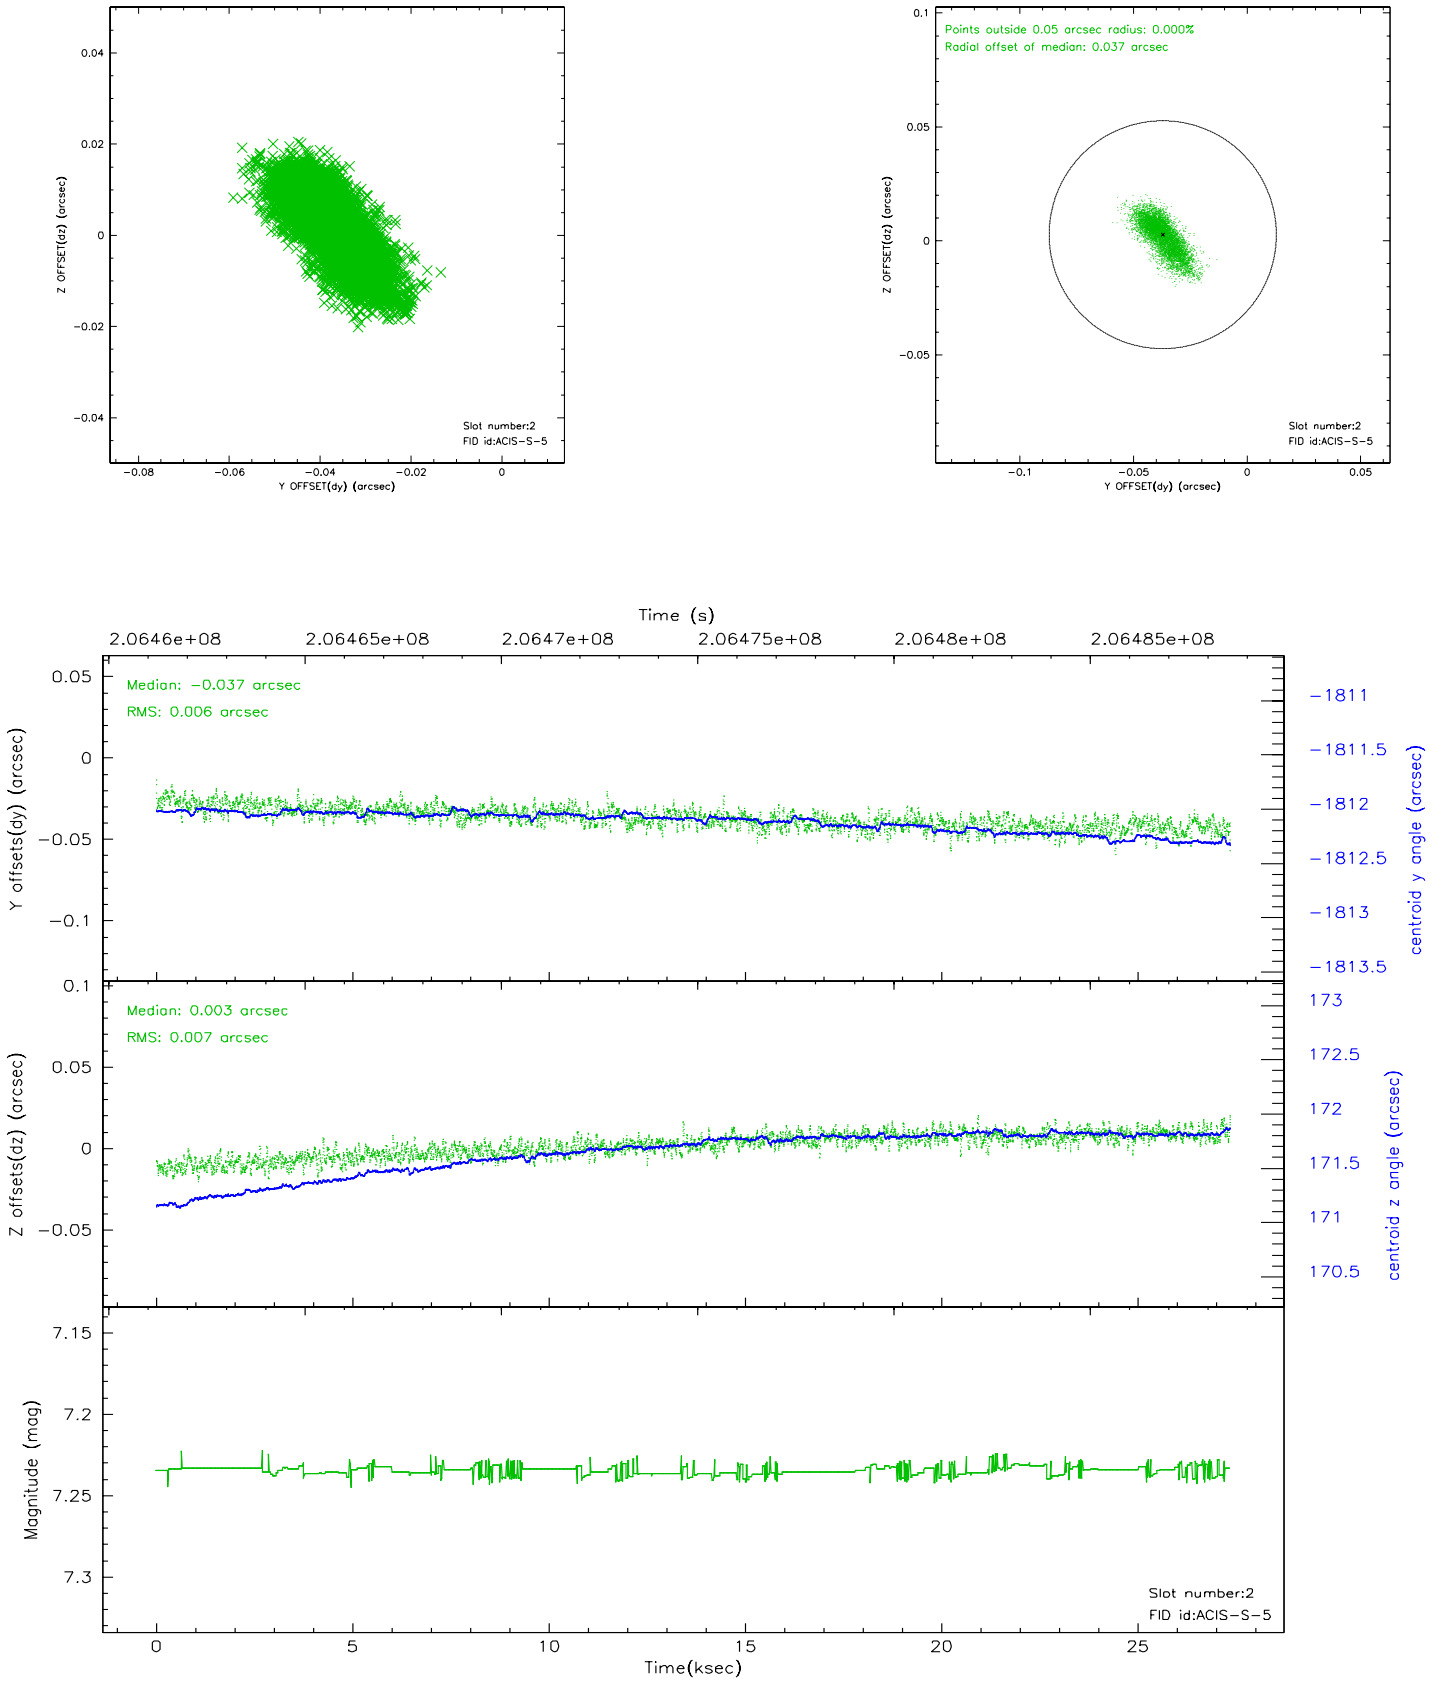 0.04
0.02
0
−0.02
−0.04
Z OFFSET(dz) (arcsec)
Slot number:2
FID id:ACIS−S−5
−0.08
−0.06
−0.04
−0.02
0
Y OFFSET(dy) (arcsec)
0.1
0.05
0
−0.05
Z OFFSET(dz) (arcsec)
Points outside 0.05 arcsec radius: 0.000%
Radial offset of median: 0.037 arcsec
Slot number:2
FID id:ACIS−S−5
−0.1
−0.05
0
0.05
Y OFFSET(dy) (arcsec)
Time (s)
2.0646e+08
2.06465e+08
2.0647e+08
2.06475e+08
2.0648e+08
2.06485e+08
0.05
0
−0.05
−0.1
Y offsets(dy) (arcsec)
Median: −0.037 arcsec
RMS: 0.006 arcsec
−1811
−1811.5
−1812
−1812.5
−1813
−1813.5
centroid y angle (arcsec)
0.1
0.05
0
−0.05
Z offsets(dz) (arcsec)
Median: 0.003 arcsec
RMS: 0.007 arcsec
173
172.5
172
171.5
171
170.5
centroid z angle (arcsec)
7.15
7.2
7.25
7.3
Magnitude (mag)
Slot number:2
FID id:ACIS−S−5
0
5
10
15
20
25
Time(ksec)